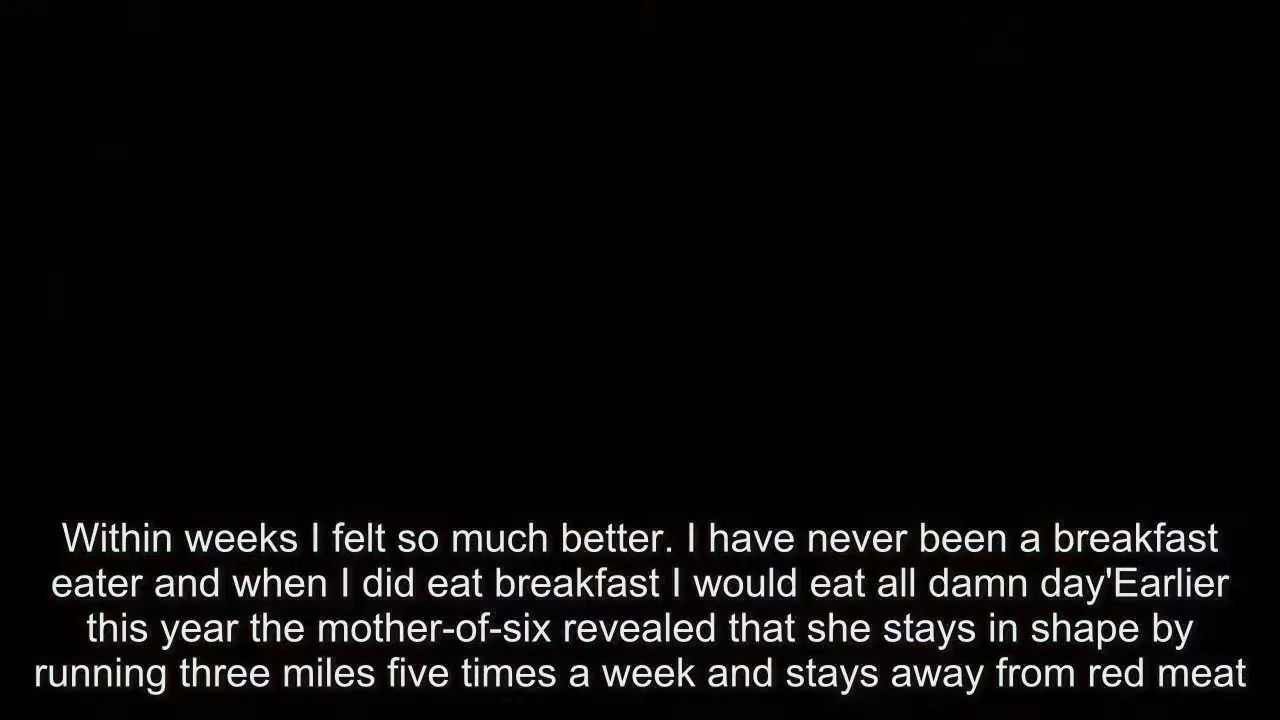 Within weeks I felt so much better. I have never been a breakfast
eater and when I did eat breakfast I would eat all damn day'Earlier
this year the mother-of-six revealed that she stays in shape by
running three miles five times a week and stays away from red meat